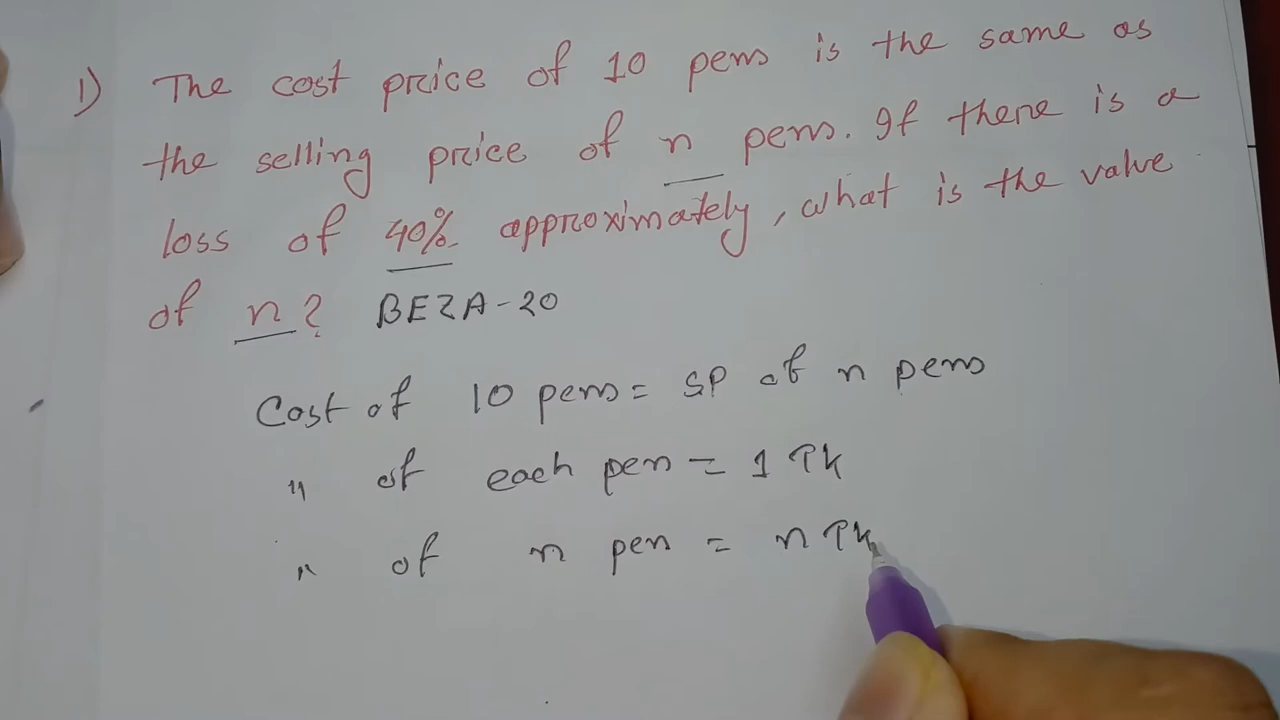 1) The cost price of 10 pens is the same as
the selling price of n pens. If there is a
loss of 40% approximately, what is the value
of n? BEZA-20
Cost of 10 pens = SP of n pens
" of each pen = 1 Tk
" of n pen = n Tk